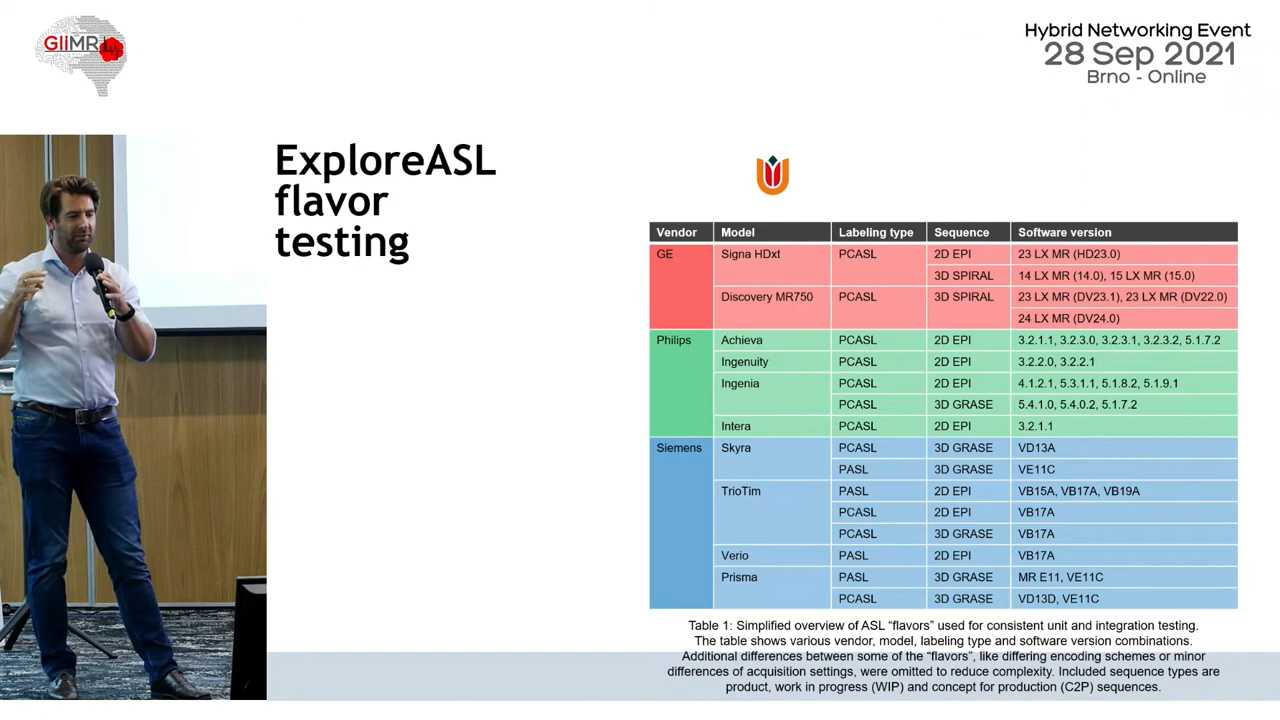 GliMR
Hybrid Networking Event
28 Sep 2021
Brno - Online
ExploreASL
flavor
testing
Vendor Model Labeling type Sequence Software version
GE Signa HDxt PCASL 2D EPI 23 LX MR (HD23.0)
3D SPIRAL 14 LX MR (14.0), 15 LX MR (15.0)
Discovery MR750 PCASL 3D SPIRAL 23 LX MR (DV23.1), 23 LX MR (DV22.0)
24 LX MR (DV24.0)
Philips Achieva PCASL 2D EPI 3.2.1.1, 3.2.3.0, 3.2.3.1, 3.2.3.2, 5.1.7.2
Ingenuity PCASL 2D EPI 3.2.2.0, 3.2.2.1
Ingenia PCASL 2D EPI 4.1.2.1, 5.3.1.1, 5.1.8.2, 5.1.9.1
PCASL 3D GRASE 5.4.1.0, 5.4.0.2, 5.1.7.2
Intera PCASL 2D EPI 3.2.1.1
Siemens Skyra PCASL 3D GRASE VD13A
PASL 3D GRASE VE11C
TrioTim PASL 2D EPI VB15A, VB17A, VB19A
PCASL 2D EPI VB17A
PCASL 3D GRASE VB17A
Verio PASL 2D EPI VB17A
Prisma PASL 3D GRASE MR E11, VE11C
PCASL 3D GRASE VD13D, VE11C
Table 1: Simplified overview of ASL “flavors” used for consistent unit and integration testing.
The table shows various vendor, model, labeling type and software version combinations.
Additional differences between some of the “flavors”, like differing encoding schemes or minor
differences of acquisition settings, were omitted to reduce complexity. Included sequence types are
product, work in progress (WIP) and concept for production (C2P) sequences.